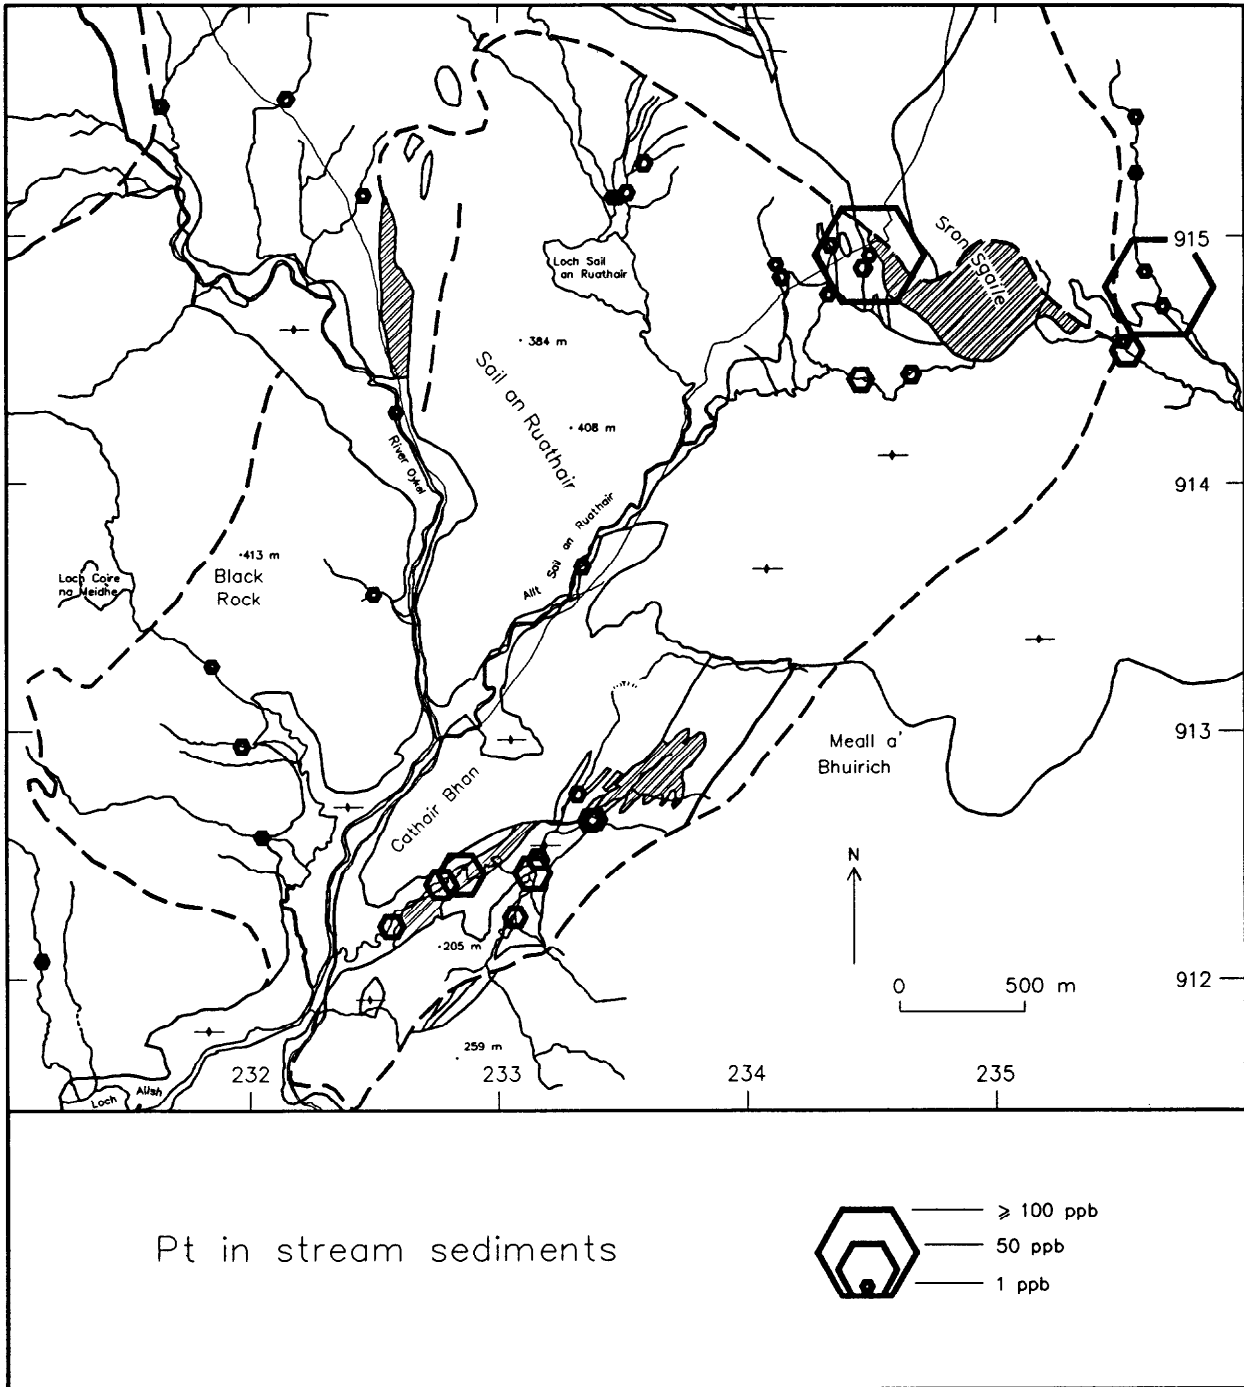 Sron
Sgaile
915
Loch Sail
an Ruathair
384 m
Sail an Ruathair
408 m
River Oykel
914
Allt Sail an Ruathair
413 m
Black
Rock
Loch Coire
na Meidhe
913
Meall a'
Bhuirich
Cathair Bhan
N
205 m
912
0 500 m
259 m
232 233 234 235
Loch Ailsh
Pt in stream sediments
⩾ 100 ppb
50 ppb
1 ppb